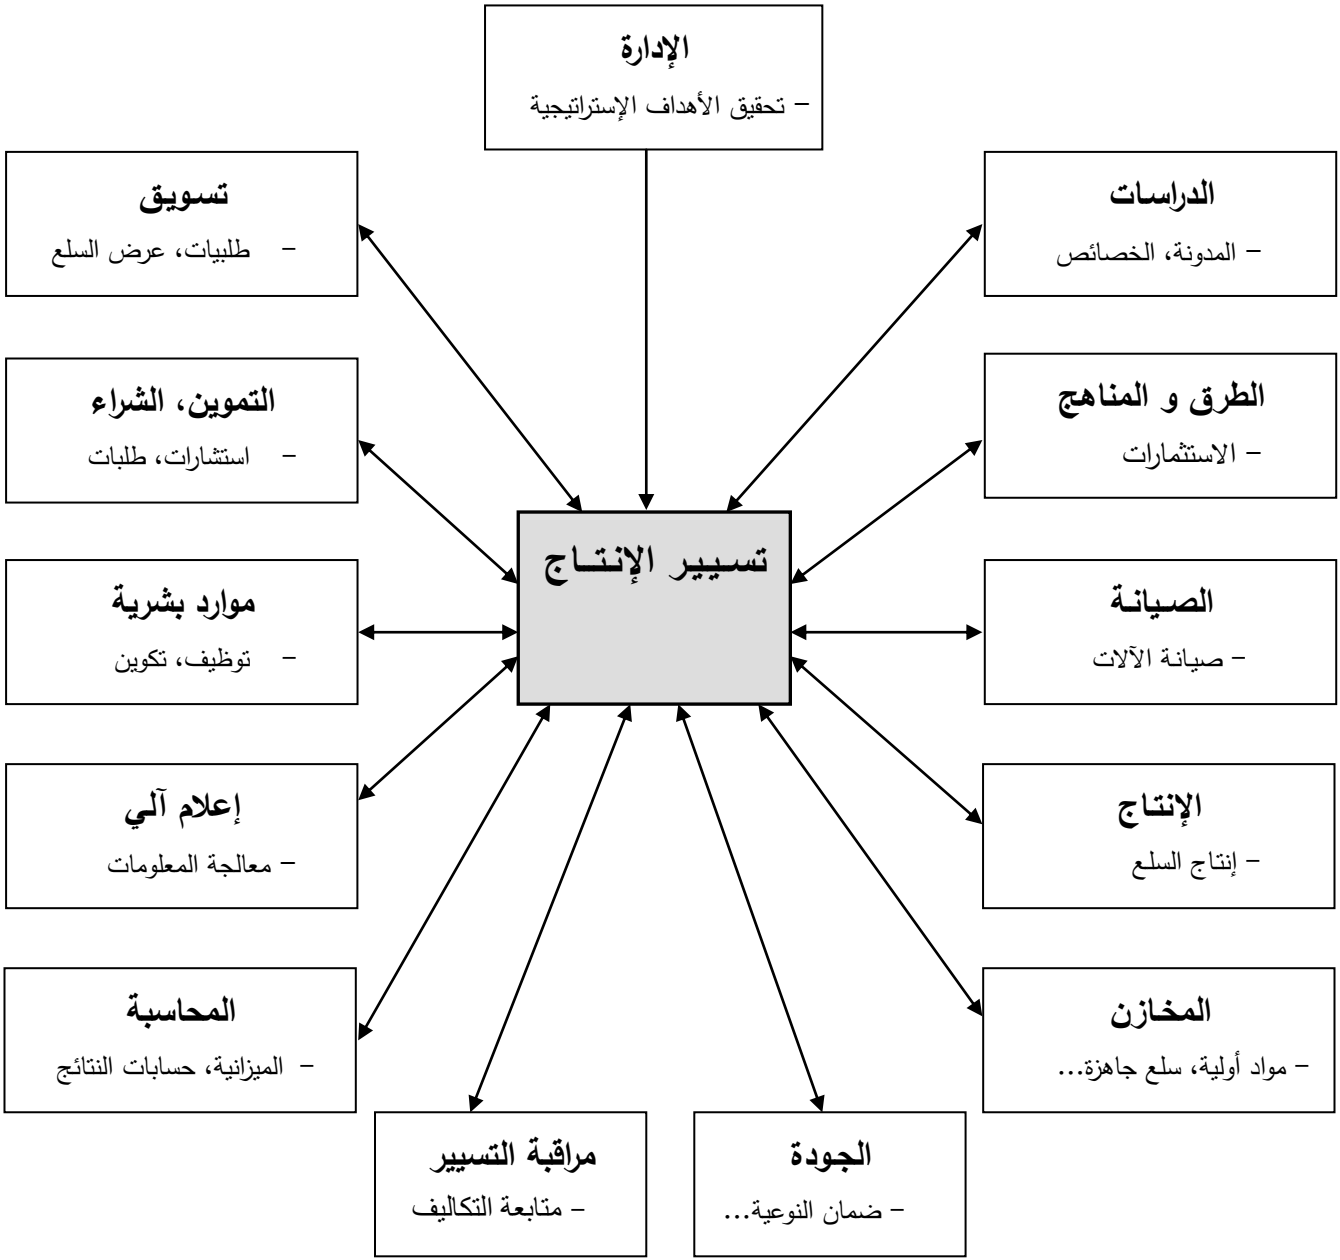 الإدارة
- تحقيق الأهداف الإستراتيجية
الدراسات
- المدونة، الخصائص
تسويق
- طلبيات، عرض السلع
الطرق و المناهج
- الاستثمارات
التموين، الشراء
- استشارات، طلبات
تسيير الإنتاج
الصيانة
- صيانة الآلات
موارد بشرية
- توظيف، تكوين
الإنتاج
- إنتاج السلع
إعلام آلي
- معالجة المعلومات
المخازن
- مواد أولية، سلع جاهزة...
المحاسبة
- الميزانية، حسابات النتائج
الجودة
- ضمان النوعية...
مراقبة التسيير
- متابعة التكاليف